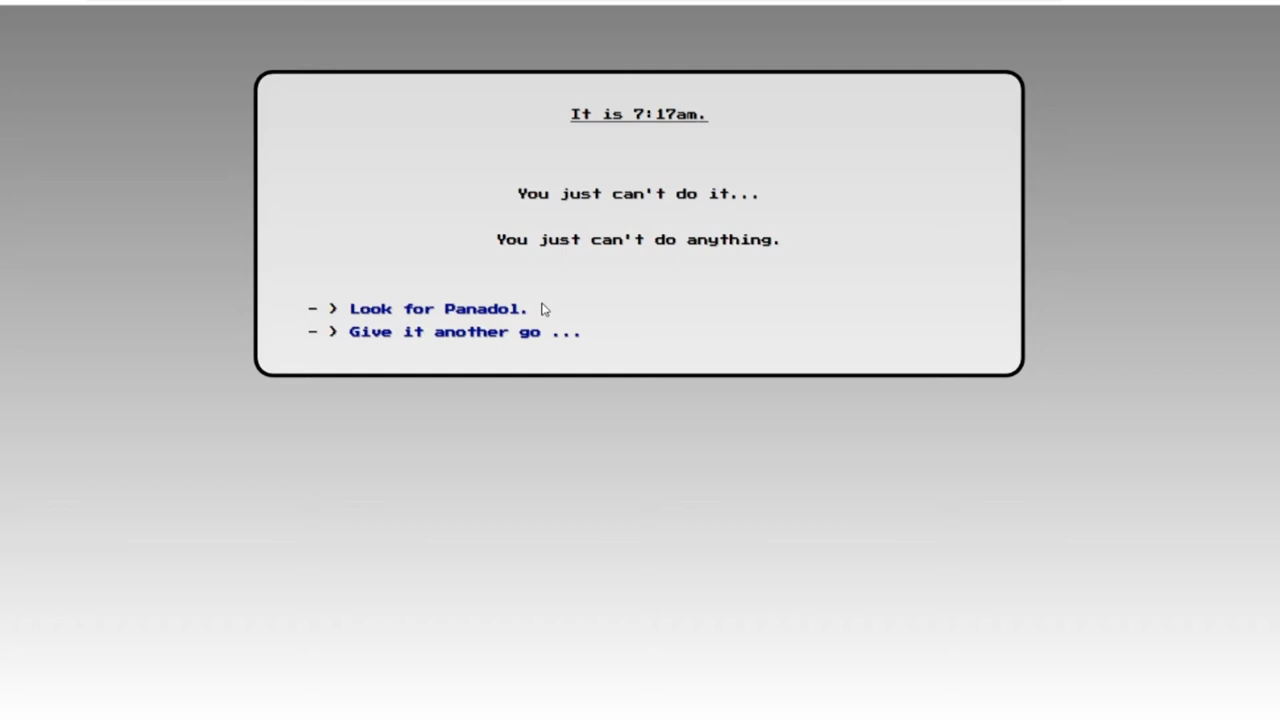 It is 7:17am.
You just can't do it...
You just can't do anything.
- > Look for Panadol.
- > Give it another go ...